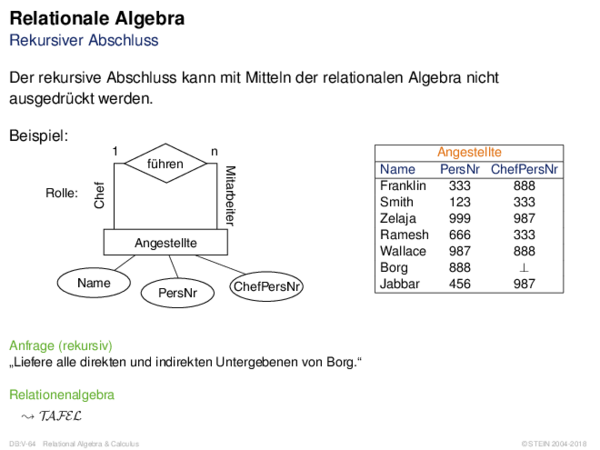 Relationale Algebra
Rekursiver Abschluss
Der rekursive Abschluss kann mit Mitteln der relationalen Algebra nicht
ausgedrückt werden.
Beispiel:
1
n
führen
Rolle:
Chef
Mitarbeiter
Angestellte
Name
PersNr
ChefPersNr
Angestellte
Name PersNr ChefPersNr
Franklin 333 888
Smith 123 333
Zelaja 999 987
Ramesh 666 333
Wallace 987 888
Borg 888 ⊥
Jabbar 456 987
Anfrage (rekursiv)
„Liefere alle direkten und indirekten Untergebenen von Borg.“
Relationenalgebra
⤳ TAFEL
DB:V-64 Relational Algebra & Calculus
© STEIN 2004-2018